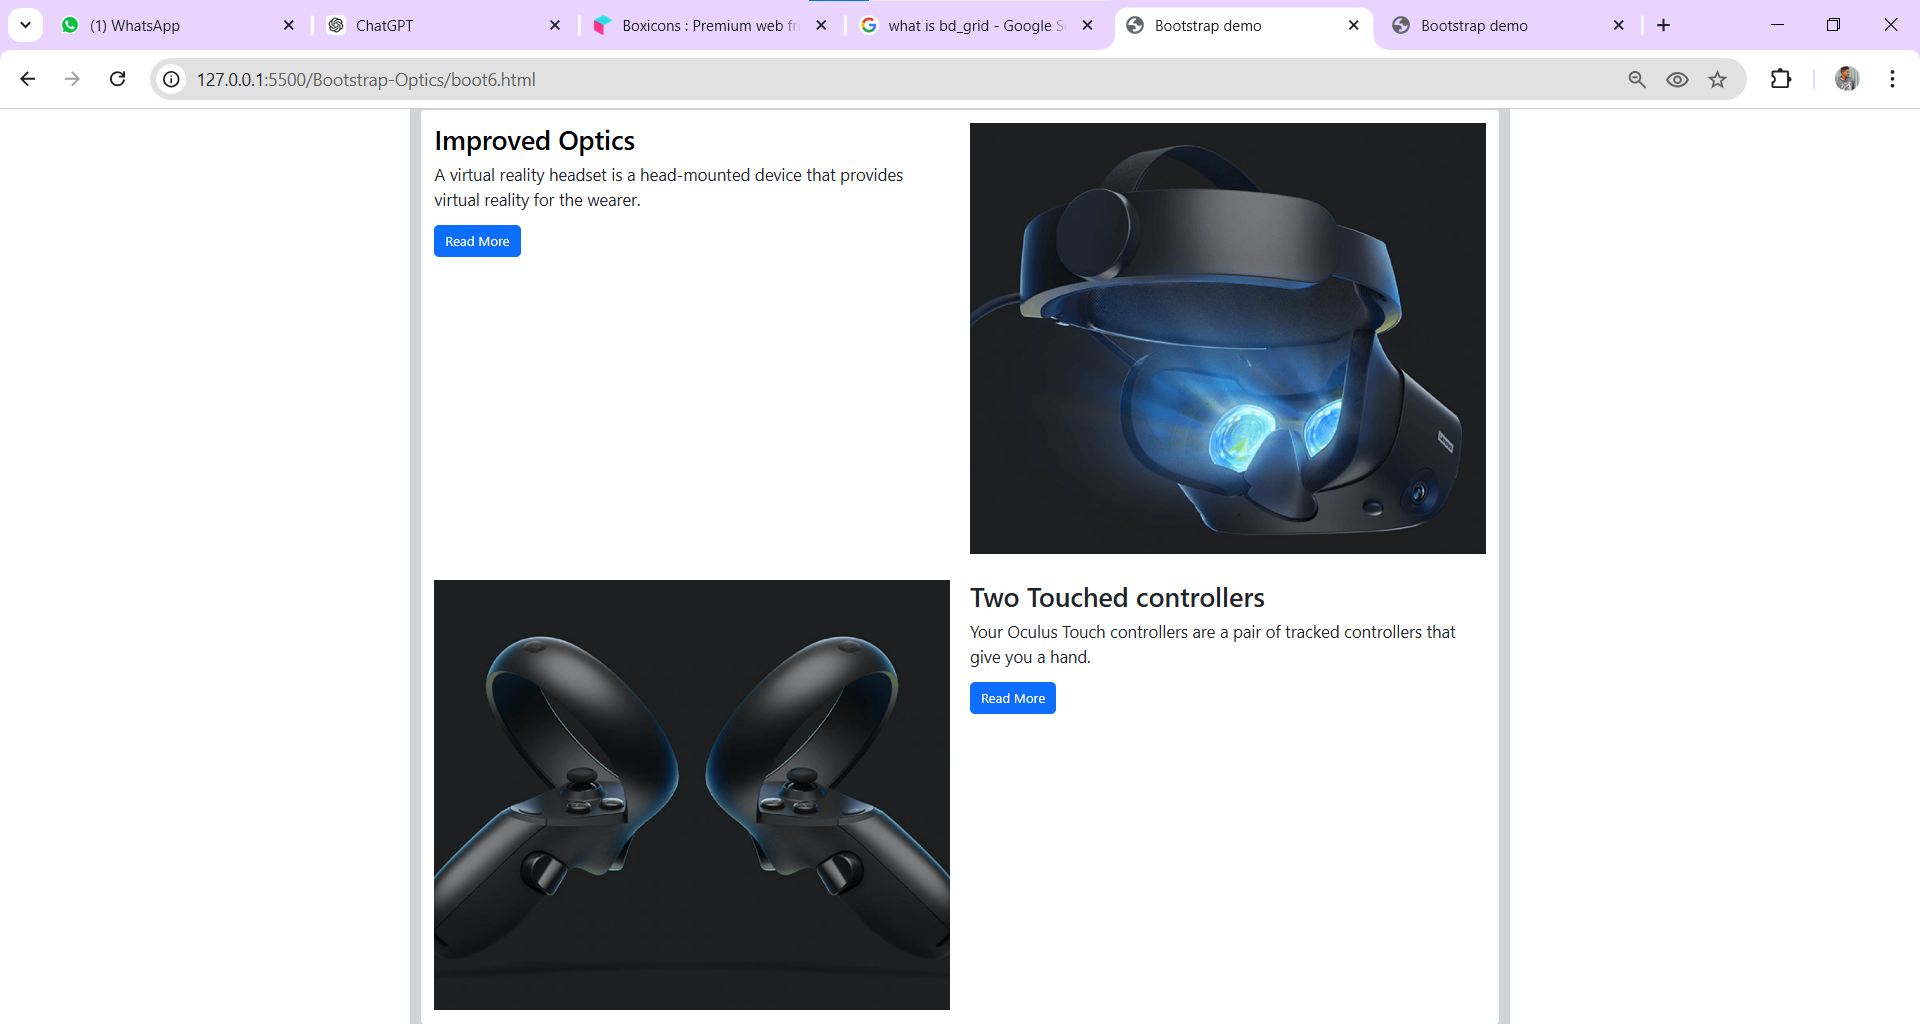 (1) WhatsApp
ChatGPT
Boxicons : Premium web fri
what is bd_grid - Google Se
Bootstrap demo
Bootstrap demo
127.0.0.1:5500/Bootstrap-Optics/boot6.html
Improved Optics
A virtual reality headset is a head-mounted device that provides
virtual reality for the wearer.
Read More
Two Touched controllers
Your Oculus Touch controllers are a pair of tracked controllers that
give you a hand.
Read More